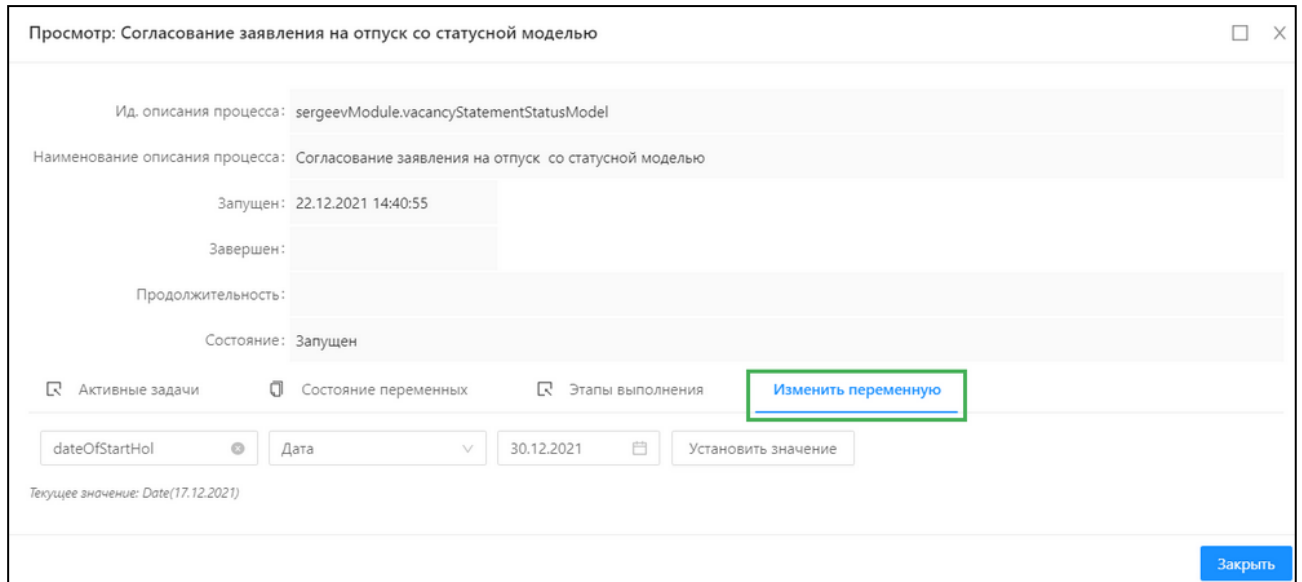 Просмотр: Согласование заявления на отпуск со статусной моделью
Ид. описания процесса: sergeevModule.vacancyStatementStatusModel
Наименование описания процесса: Согласование заявления на отпуск со статусной моделью
Запущен: 22.12.2021 14:40:55
Завершен:
Продолжительность:
Состояние: Запущен
Активные задачи Состояние переменных Этапы выполнения Изменить переменную
dateOfStartHol Дата 30.12.2021 Установить значение
Текущее значение: Date(17.12.2021)
Закрыть